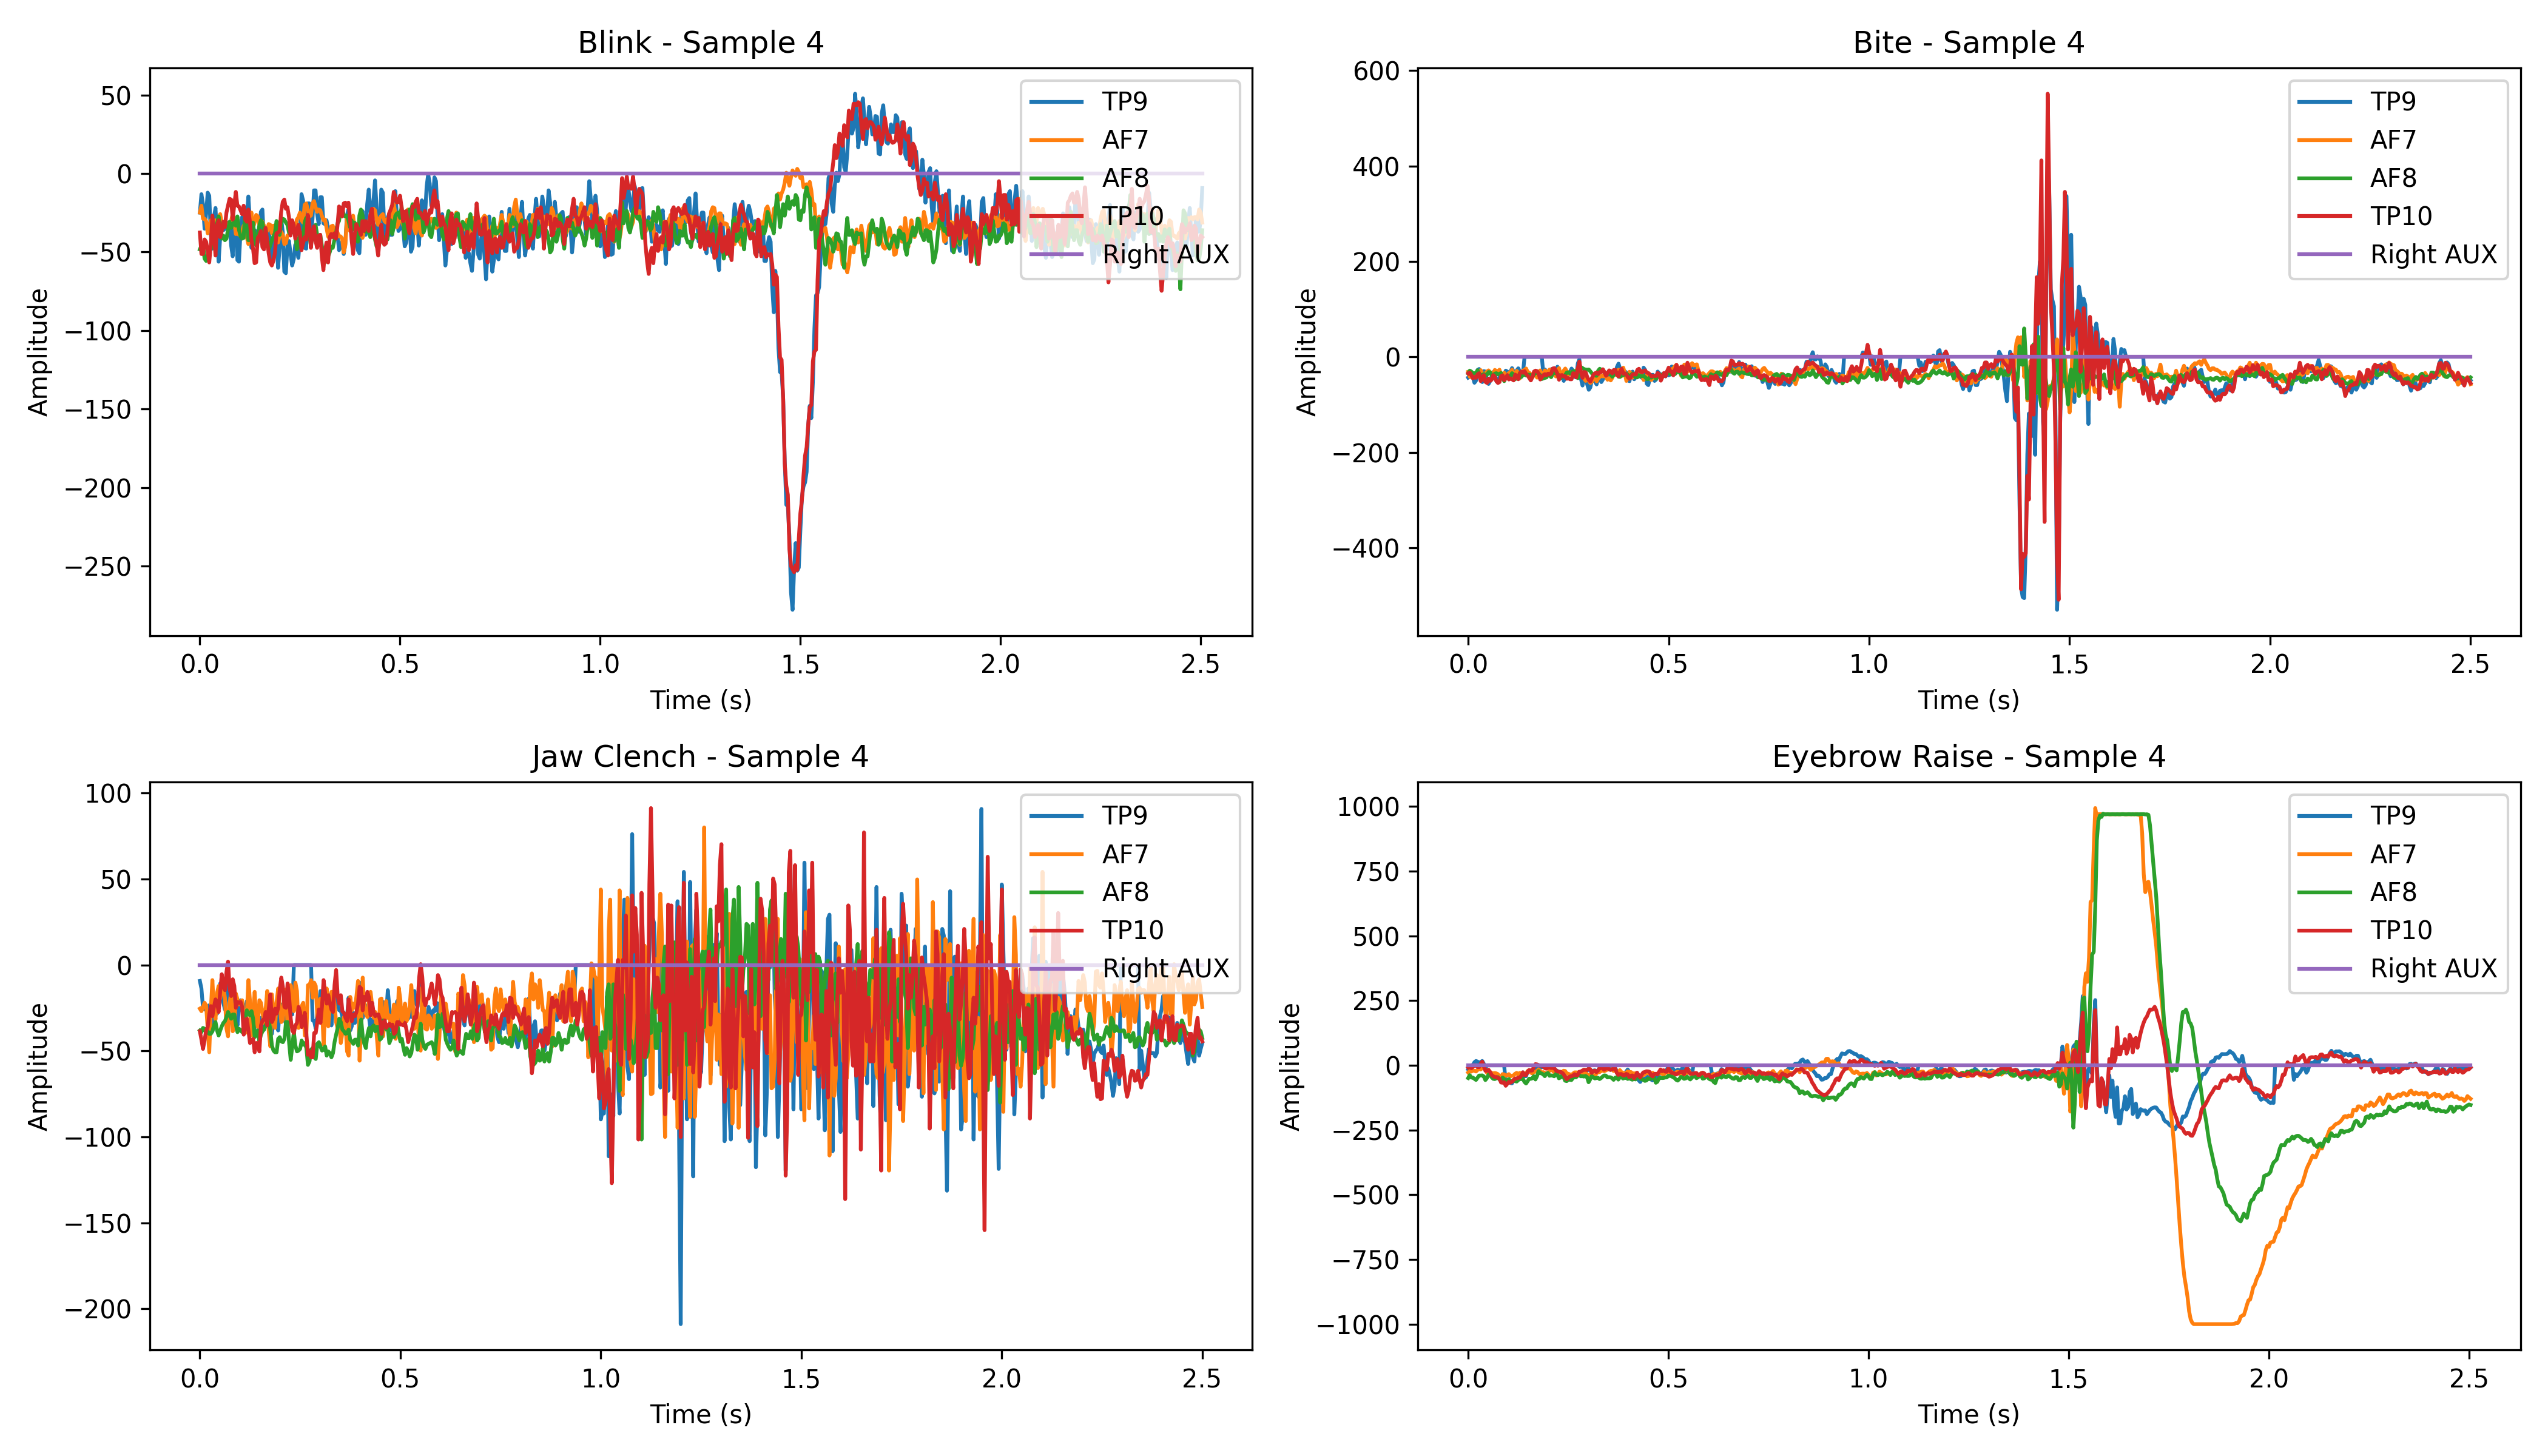 Blink - Sample 4
50
0
−50
−100
−150
−200
−250
Amplitude
0.0 0.5 1.0 1.5 2.0 2.5
Time (s)
TP9
AF7
AF8
TP10
Right AUX
Bite - Sample 4
600
400
200
0
−200
−400
Amplitude
0.0 0.5 1.0 1.5 2.0 2.5
Time (s)
TP9
AF7
AF8
TP10
Right AUX
Jaw Clench - Sample 4
100
50
0
−50
−100
−150
−200
Amplitude
0.0 0.5 1.0 1.5 2.0 2.5
Time (s)
TP9
AF7
AF8
TP10
Right AUX
Eyebrow Raise - Sample 4
1000
750
500
250
0
−250
−500
−750
−1000
Amplitude
0.0 0.5 1.0 1.5 2.0 2.5
Time (s)
TP9
AF7
AF8
TP10
Right AUX